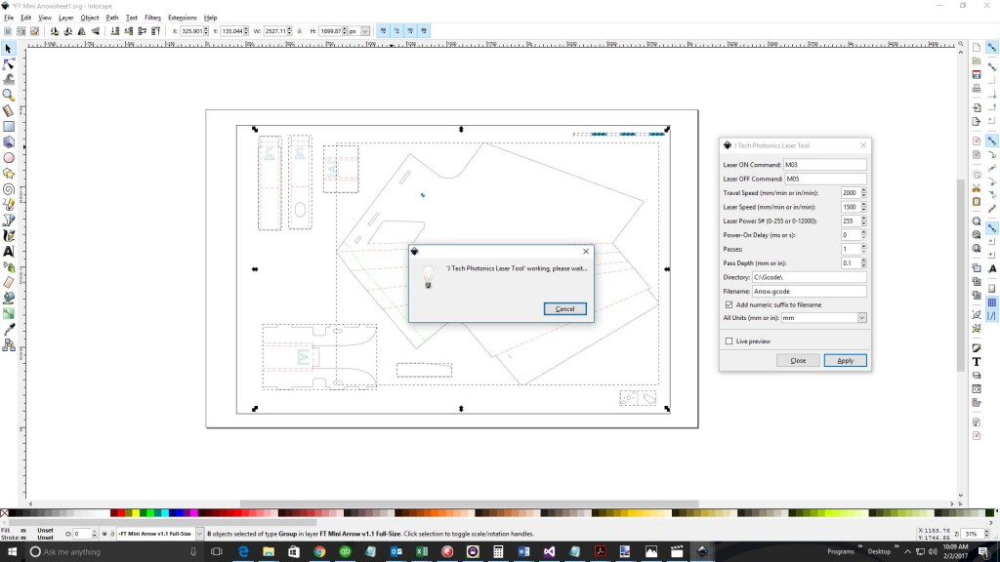 *FT Mini Arrowsheet1.svg - Inkscape
File Edit View Layer Object Path Text Filters Extensions Help
X: 325.901 Y: 135.044 W: 2527.11 H: 1699.87 px
J Tech Photonics Laser Tool
Laser ON Command: M03
Laser OFF Command: M05
Travel Speed (mm/min or in/min): 2000
Laser Speed (mm/min or in/min): 1500
Laser Power S# (0-255 or 0-12000): 255
Power-On Delay (ms or s): 0
Passes: 1
Pass Depth (mm or in): 0.1
Directory: C:\Gcode\
Filename: Arrow.gcode
Add numeric suffix to filename
All Units (mm or in): mm
Live preview
Close Apply
'J Tech Photonics Laser Tool' working, please wait...
Cancel
Fill: m Unset
Stroke: m Unset
O: 0
-FT Mini Arrow v1.1 Full-Size
8 objects selected of type Group in layer FT Mini Arrow v1.1 Full-Size. Click selection to toggle scale/rotation handles.
X: 1153.76
Y: 1746.85
Z: 31%
Ask me anything
Programs
Desktop
10:09 AM
2/2/2017